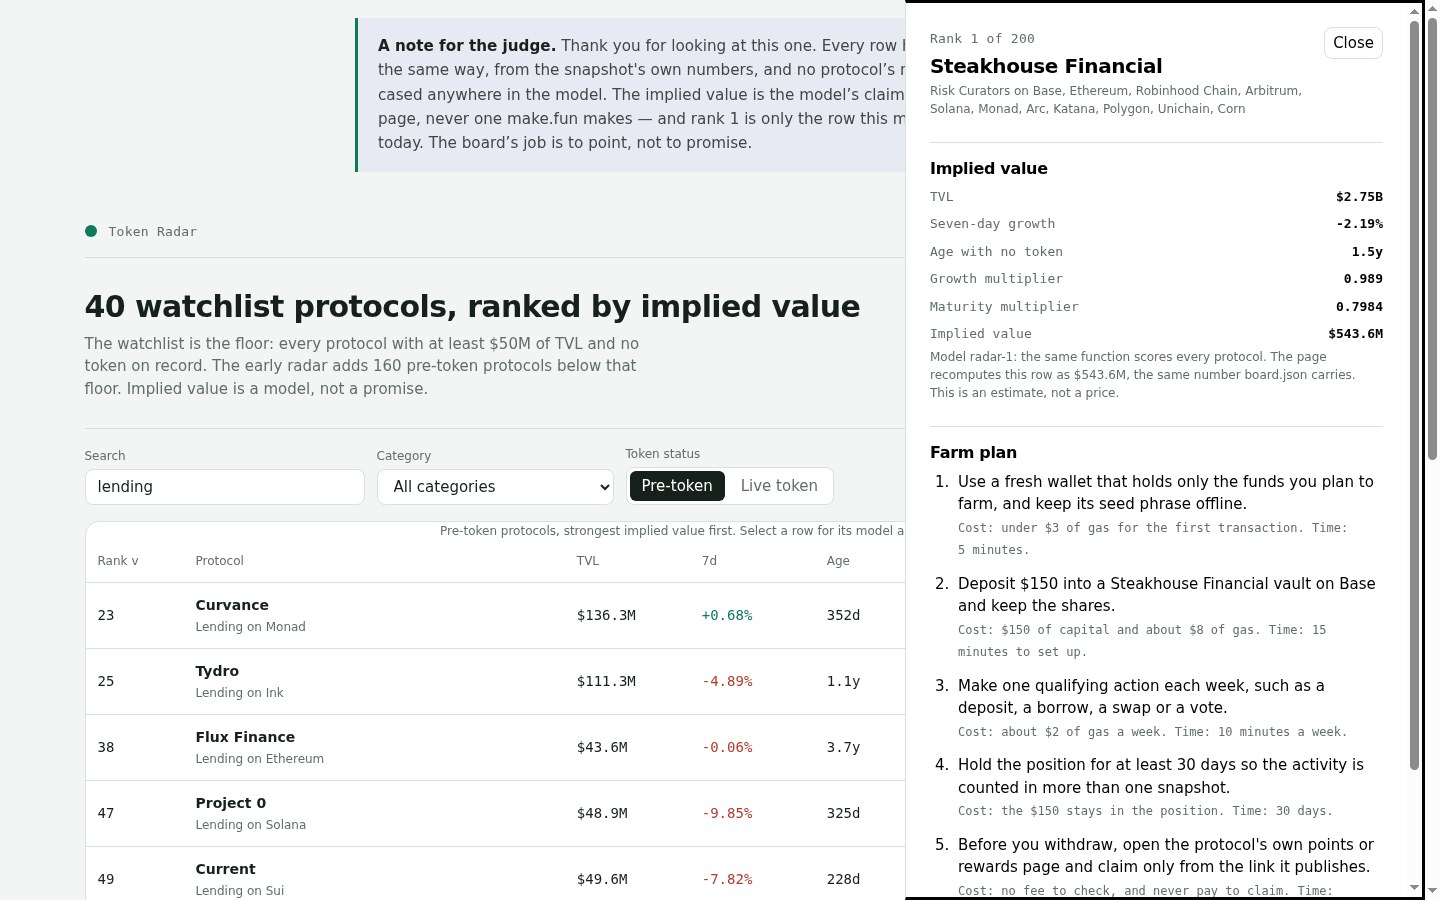 A note for the judge. Thank you for looking at this one. Every row
the same way, from the snapshot's own numbers, and no protocol's
cased anywhere in the model. The implied value is the model's claim
page, never one make.fun makes — and rank 1 is only the row this
today. The board's job is to point, not to promise.
Token Radar
40 watchlist protocols, ranked by implied value
The watchlist is the floor: every protocol with at least $50M of TVL and no
token on record. The early radar adds 160 pre-token protocols below that
floor. Implied value is a model, not a promise.
Search
Category
Token status
lending
All categories
Pre-token
Live token
Pre-token protocols, strongest implied value first. Select a row for its model
Rank v
Protocol
TVL
7d
Age
23
Curvance
Lending on Monad
$136.3M
+0.68%
352d
25
Tydro
Lending on Ink
$111.3M
-4.89%
1.1y
38
Flux Finance
Lending on Ethereum
$43.6M
-0.06%
3.7y
47
Project 0
Lending on Solana
$48.9M
-9.85%
325d
49
Current
Lending on Sui
$49.6M
-7.82%
228d
Rank 1 of 200
Close
Steakhouse Financial
Risk Curators on Base, Ethereum, Robinhood Chain, Arbitrum,
Solana, Monad, Arc, Katana, Polygon, Unichain, Corn
Implied value
TVL
$2.75B
Seven-day growth
-2.19%
Age with no token
1.5y
Growth multiplier
0.989
Maturity multiplier
0.7984
Implied value
$543.6M
Model radar-1: the same function scores every protocol. The page
recomputes this row as $543.6M, the same number board.json carries.
This is an estimate, not a price.
Farm plan
1. Use a fresh wallet that holds only the funds you plan to
farm, and keep its seed phrase offline.
Cost: under $3 of gas for the first transaction. Time:
5 minutes.
2. Deposit $150 into a Steakhouse Financial vault on Base
and keep the shares.
Cost: $150 of capital and about $8 of gas. Time: 15
minutes to set up.
3. Make one qualifying action each week, such as a
deposit, a borrow, a swap or a vote.
Cost: about $2 of gas a week. Time: 10 minutes a week.
4. Hold the position for at least 30 days so the activity is
counted in more than one snapshot.
Cost: the $150 stays in the position. Time: 30 days.
5. Before you withdraw, open the protocol's own points or
rewards page and claim only from the link it publishes.
Cost: no fee to check, and never pay to claim. Time: